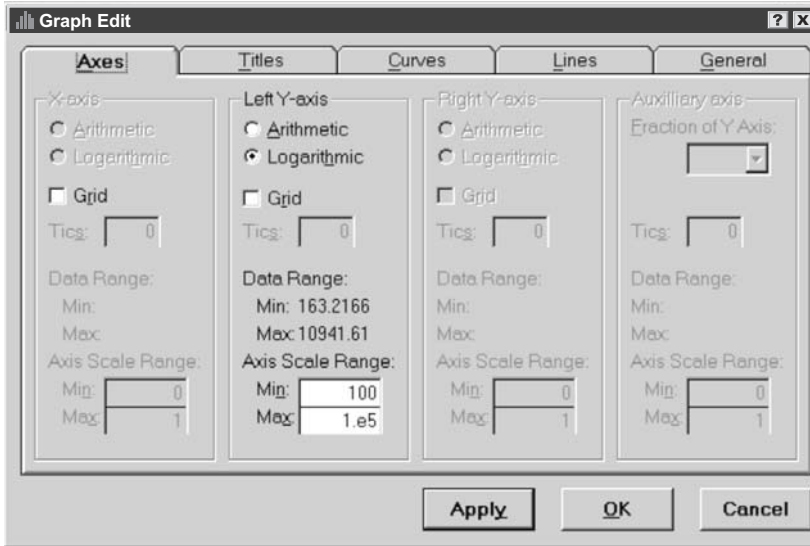 Graph Edit
Axes Titles Curves Lines General
X-axis
Arithmetic
Logarithmic
Grid
Tics: 0
Data Range:
Min:
Max:
Axis Scale Range:
Min: 0
Max: 1
Left Y-axis
Arithmetic
Logarithmic
Grid
Tics: 0
Data Range:
Min: 163.2166
Max: 10941.61
Axis Scale Range:
Min: 100
Max: 1.e5
Right Y-axis
Arithmetic
Logarithmic
Grid
Tics: 0
Data Range:
Min:
Max:
Axis Scale Range:
Min: 0
Max: 1
Auxilliary axis
Fraction of Y Axis:
Tics: 0
Data Range:
Min:
Max:
Axis Scale Range:
Min: 0
Max: 1
Apply OK Cancel